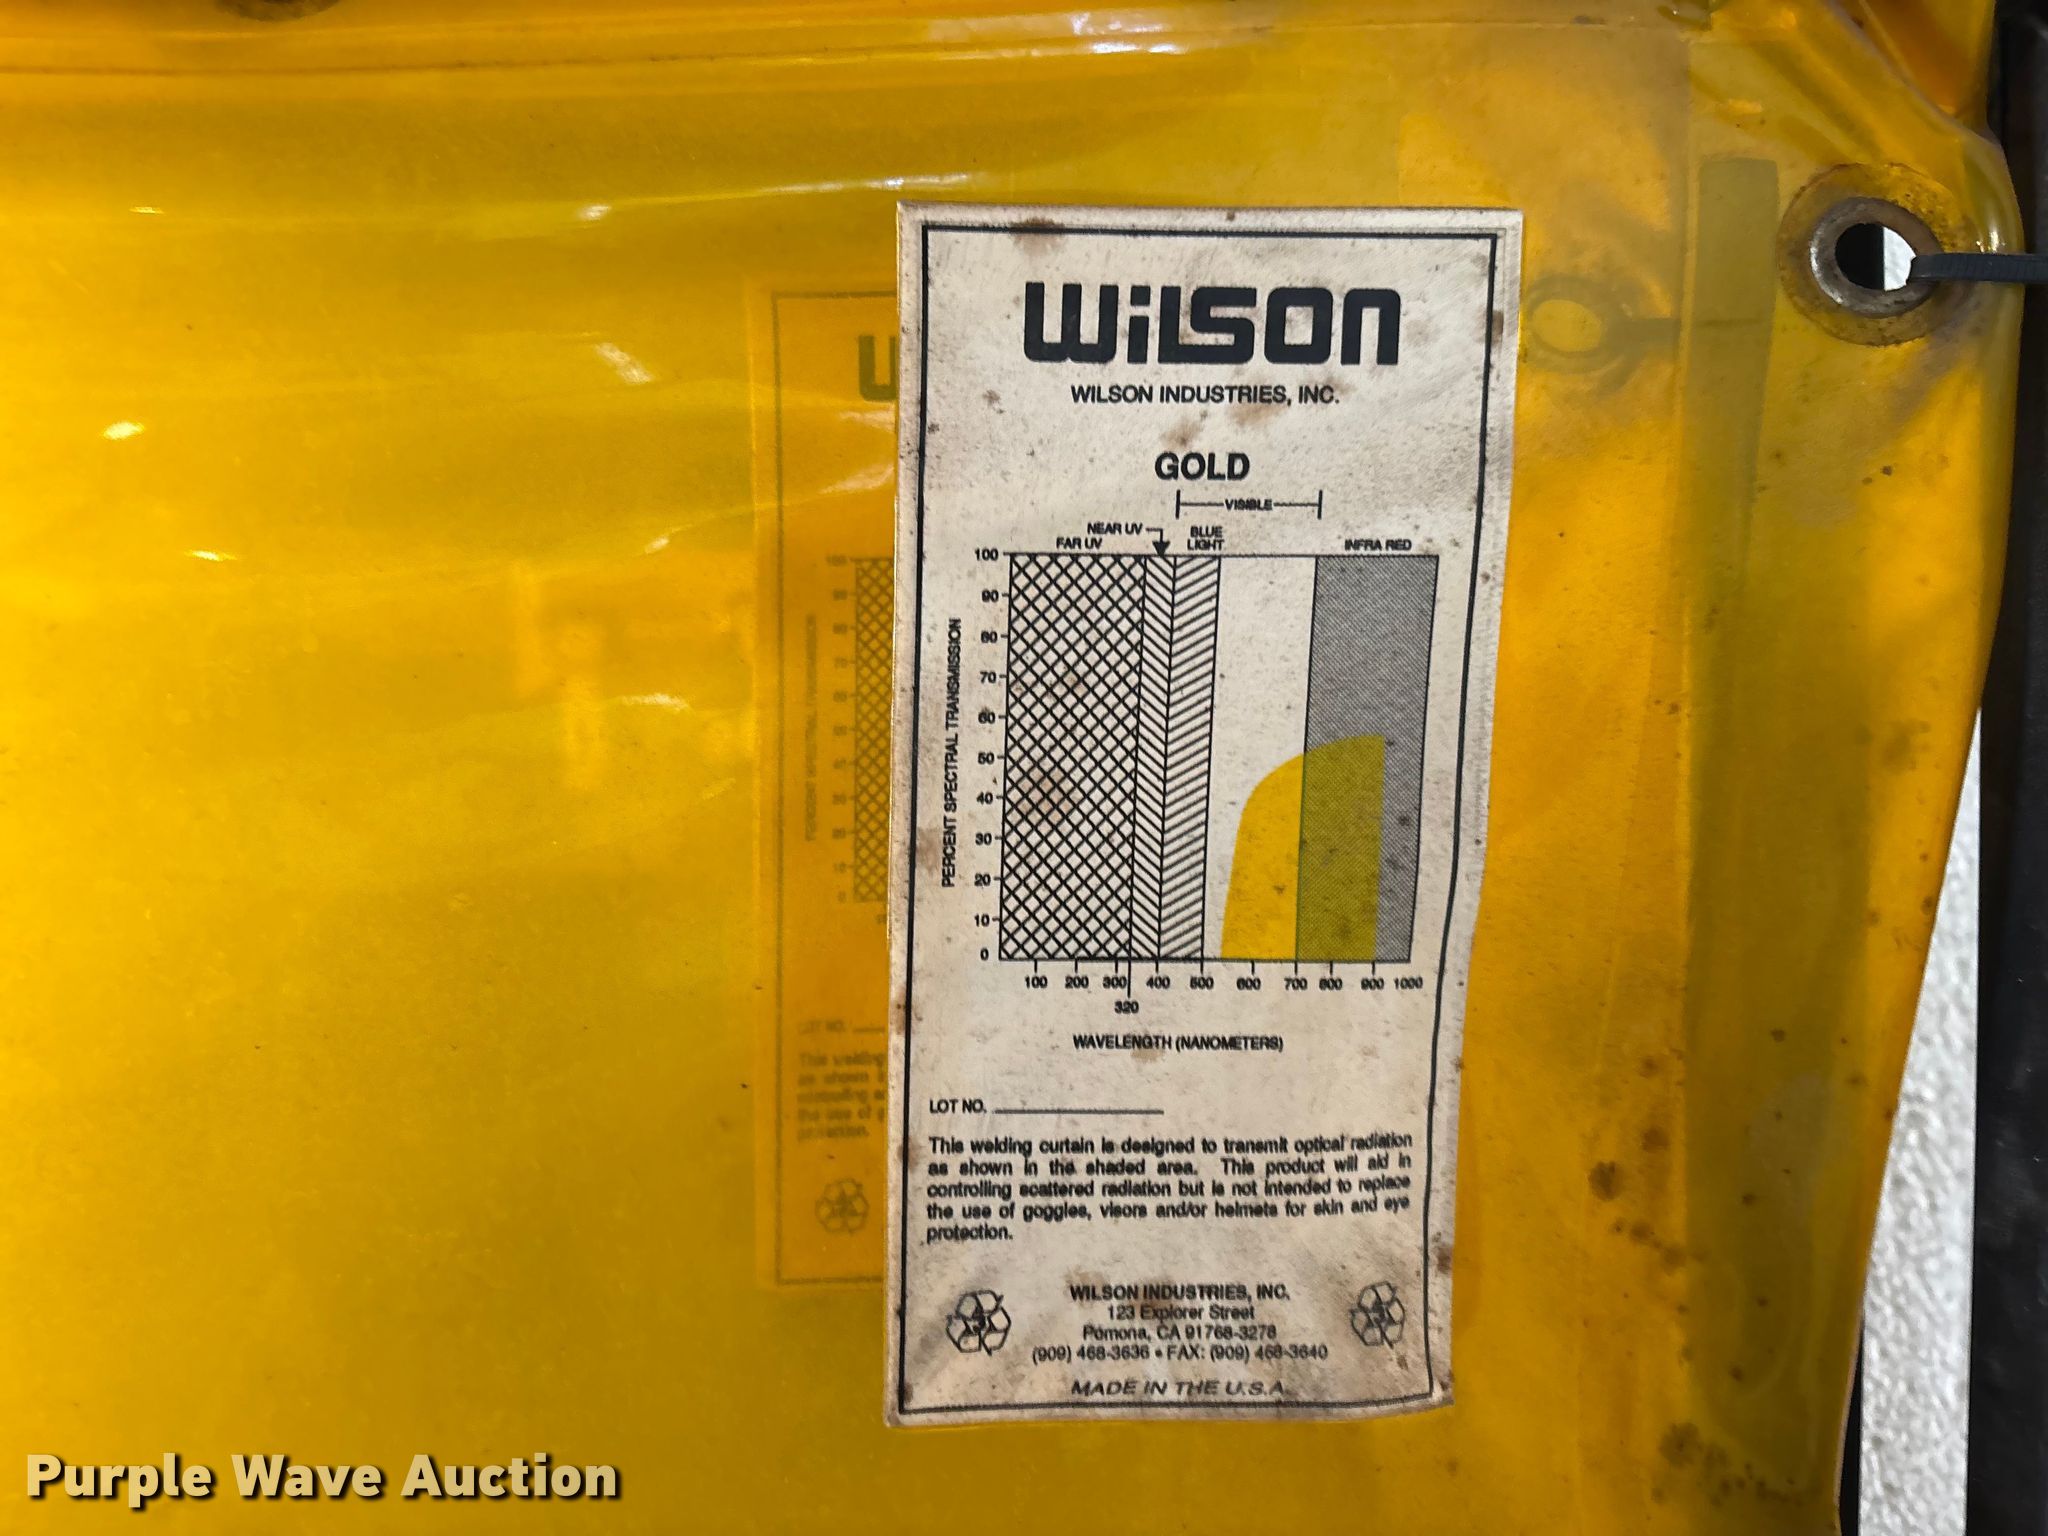 WILSON
WILSON INDUSTRIES, INC.
GOLD
VISIBLE
NEAR UV
BLUE
FAR UV
LIGHT
INFRA RED
100
90
80
70
60
50
40
30
20
10
0
PERCENT SPECTRAL TRANSMISSION
100 200 300 400 500 600 700 800 900 1000
320
WAVELENGTH (NANOMETERS)
LOT NO.
This welding curtain is designed to transmit optical radiation
as shown in the shaded area. This product will aid in
controlling scattered radiation but is not intended to replace
the use of goggles, visors and/or helmets for skin and eye
protection.
WILSON INDUSTRIES, INC.
123 Explorer Street
Pomona, CA 91768-3278
(909) 468-3636 • FAX: (909) 468-3640
MADE IN THE U.S.A.
Purple Wave Auction